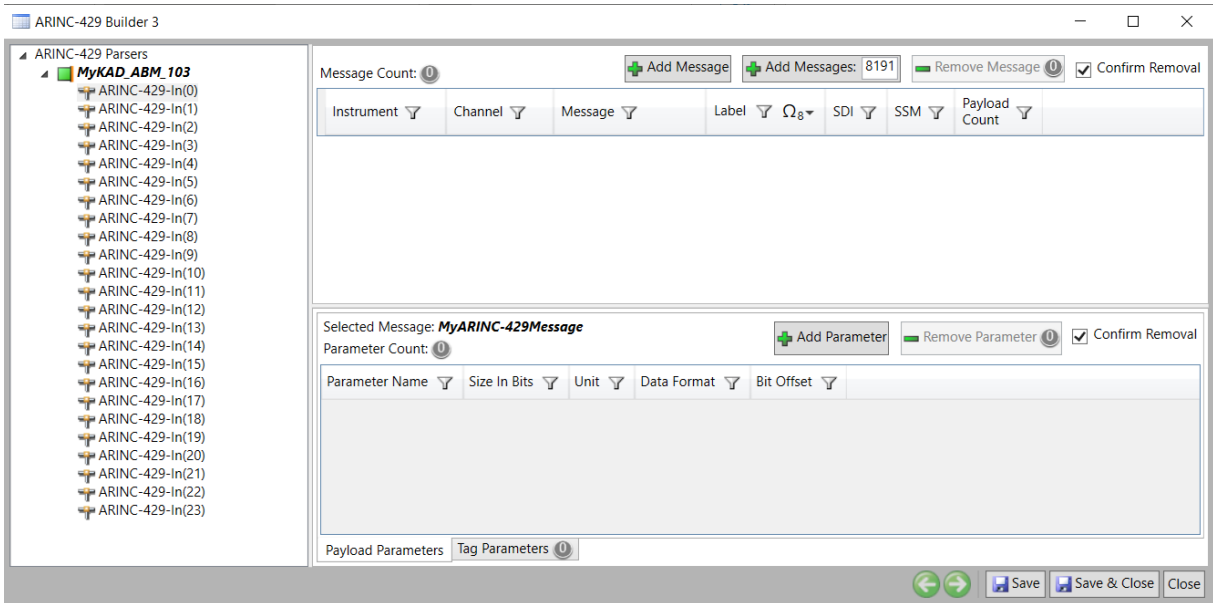 ARINC-429 Builder 3
ARINC-429 Parsers
MyKAD_ABM_103
ARINC-429-In(0)
ARINC-429-In(1)
ARINC-429-In(2)
ARINC-429-In(3)
ARINC-429-In(4)
ARINC-429-In(5)
ARINC-429-In(6)
ARINC-429-In(7)
ARINC-429-In(8)
ARINC-429-In(9)
ARINC-429-In(10)
ARINC-429-In(11)
ARINC-429-In(12)
ARINC-429-In(13)
ARINC-429-In(14)
ARINC-429-In(15)
ARINC-429-In(16)
ARINC-429-In(17)
ARINC-429-In(18)
ARINC-429-In(19)
ARINC-429-In(20)
ARINC-429-In(21)
ARINC-429-In(22)
ARINC-429-In(23)
Message Count: 0 Add Message Add Messages: 8191 Remove Message 0 Confirm Removal
Instrument Channel Message Label Ω8 SDI SSM Payload
Count
Selected Message: MyARINC-429Message
Parameter Count: 0 Add Parameter Remove Parameter 0 Confirm Removal
Parameter Name Size In Bits Unit Data Format Bit Offset
Payload Parameters Tag Parameters 0
Save Save & Close Close